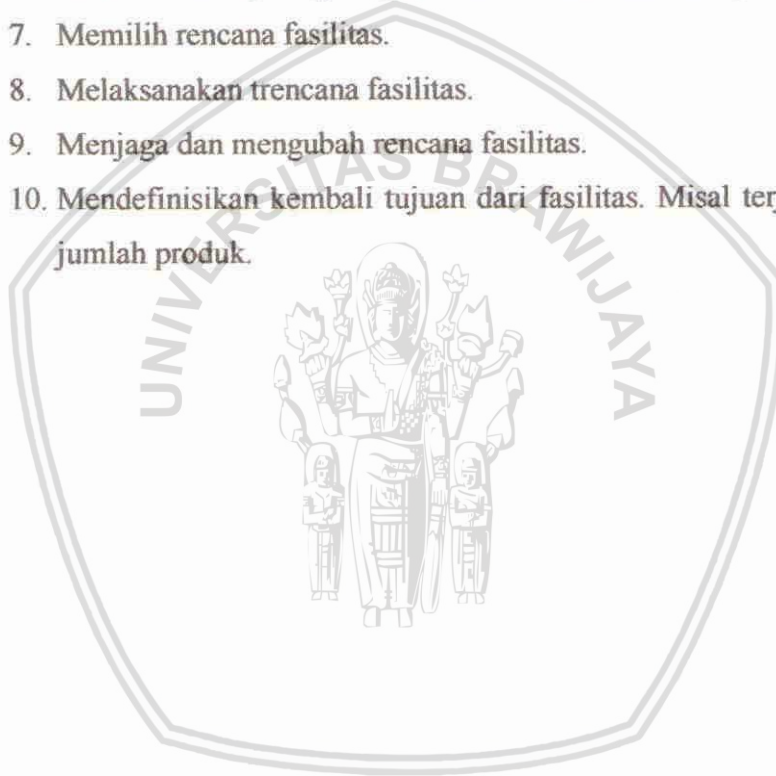 7. Memilih rencana fasilitas.
8. Melaksanakan trencana fasilitas.
9. Menjaga dan mengubah rencana fasilitas.
10. Mendefinisikan kembali tujuan dari fasilitas. Misal
jumlah produk.
UNIVERSITAS BRAWIJAYA